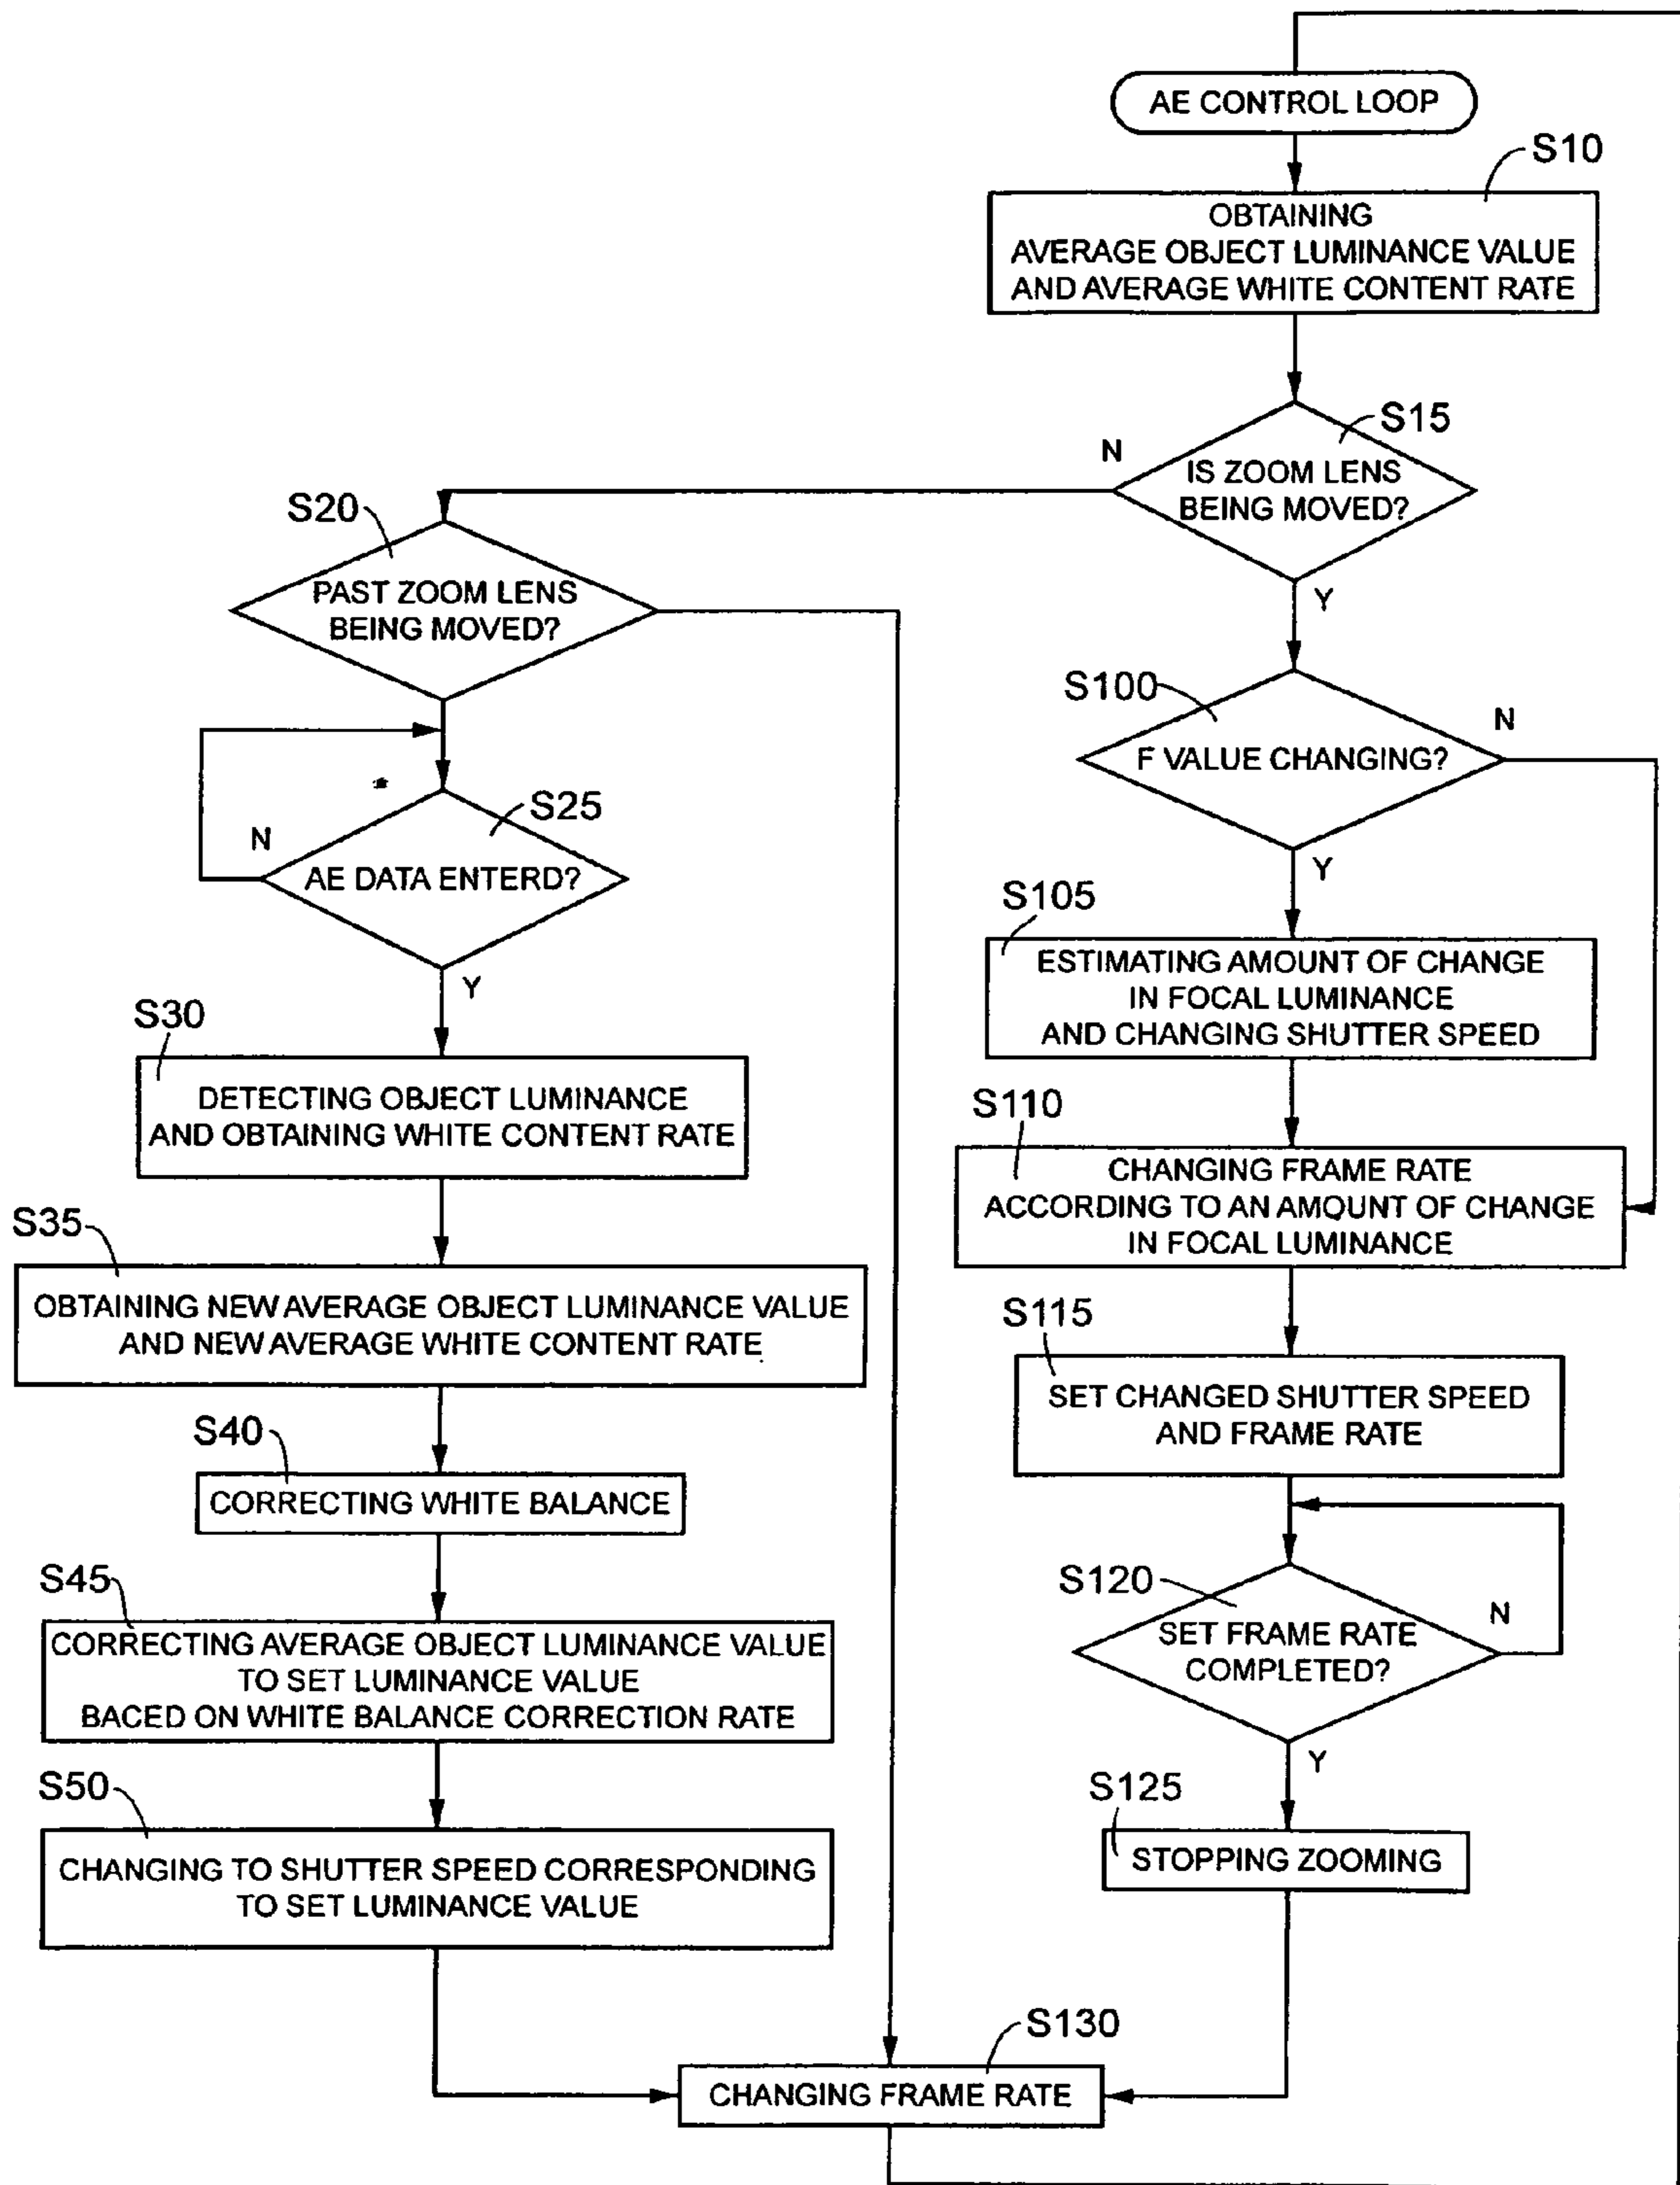 AE CONTROL LOOP
S10
OBTAINING
AVERAGE OBJECT LUMINANCE VALUE
AND AVERAGE WHITE CONTENT RATE
S15
N
IS ZOOM LENS
BEING MOVED?
Y
S20
PAST ZOOM LENS
BEING MOVED?
S100
N
F VALUE CHANGING?
Y
S25
N
AE DATA ENTERD?
Y
S105
ESTIMATING AMOUNT OF CHANGE
IN FOCAL LUMINANCE
AND CHANGING SHUTTER SPEED
S30
DETECTING OBJECT LUMINANCE
AND OBTAINING WHITE CONTENT RATE
S110
CHANGING FRAME RATE
ACCORDING TO AN AMOUNT OF CHANGE
IN FOCAL LUMINANCE
S35
OBTAINING NEW AVERAGE OBJECT LUMINANCE VALUE
AND NEW AVERAGE WHITE CONTENT RATE
S115
SET CHANGED SHUTTER SPEED
AND FRAME RATE
S40
CORRECTING WHITE BALANCE
S120
N
SET FRAME RATE
COMPLETED?
Y
S45
CORRECTING AVERAGE OBJECT LUMINANCE VALUE
TO SET LUMINANCE VALUE
BACED ON WHITE BALANCE CORRECTION RATE
S50
CHANGING TO SHUTTER SPEED CORRESPONDING
TO SET LUMINANCE VALUE
S125
STOPPING ZOOMING
S130
CHANGING FRAME RATE